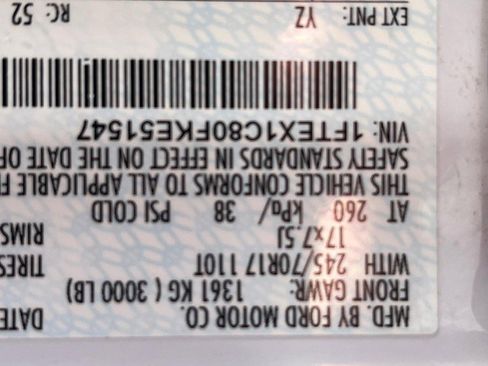 MFD. BY FORD MOTOR CO. DATE
FRONT GAWR: 1361 KG ( 3000 LB)
WITH 245/70R17 110T TIRES
17x7.5J RIMS
AT 260 kPa/ 38 PSI COLD
THIS VEHICLE CONFORMS TO ALL APPLICABLE
SAFETY STANDARDS IN EFFECT ON THE DATE OF
VIN: 1FTEX1C80FKE51547
EXT PNT: YZ RC: 52